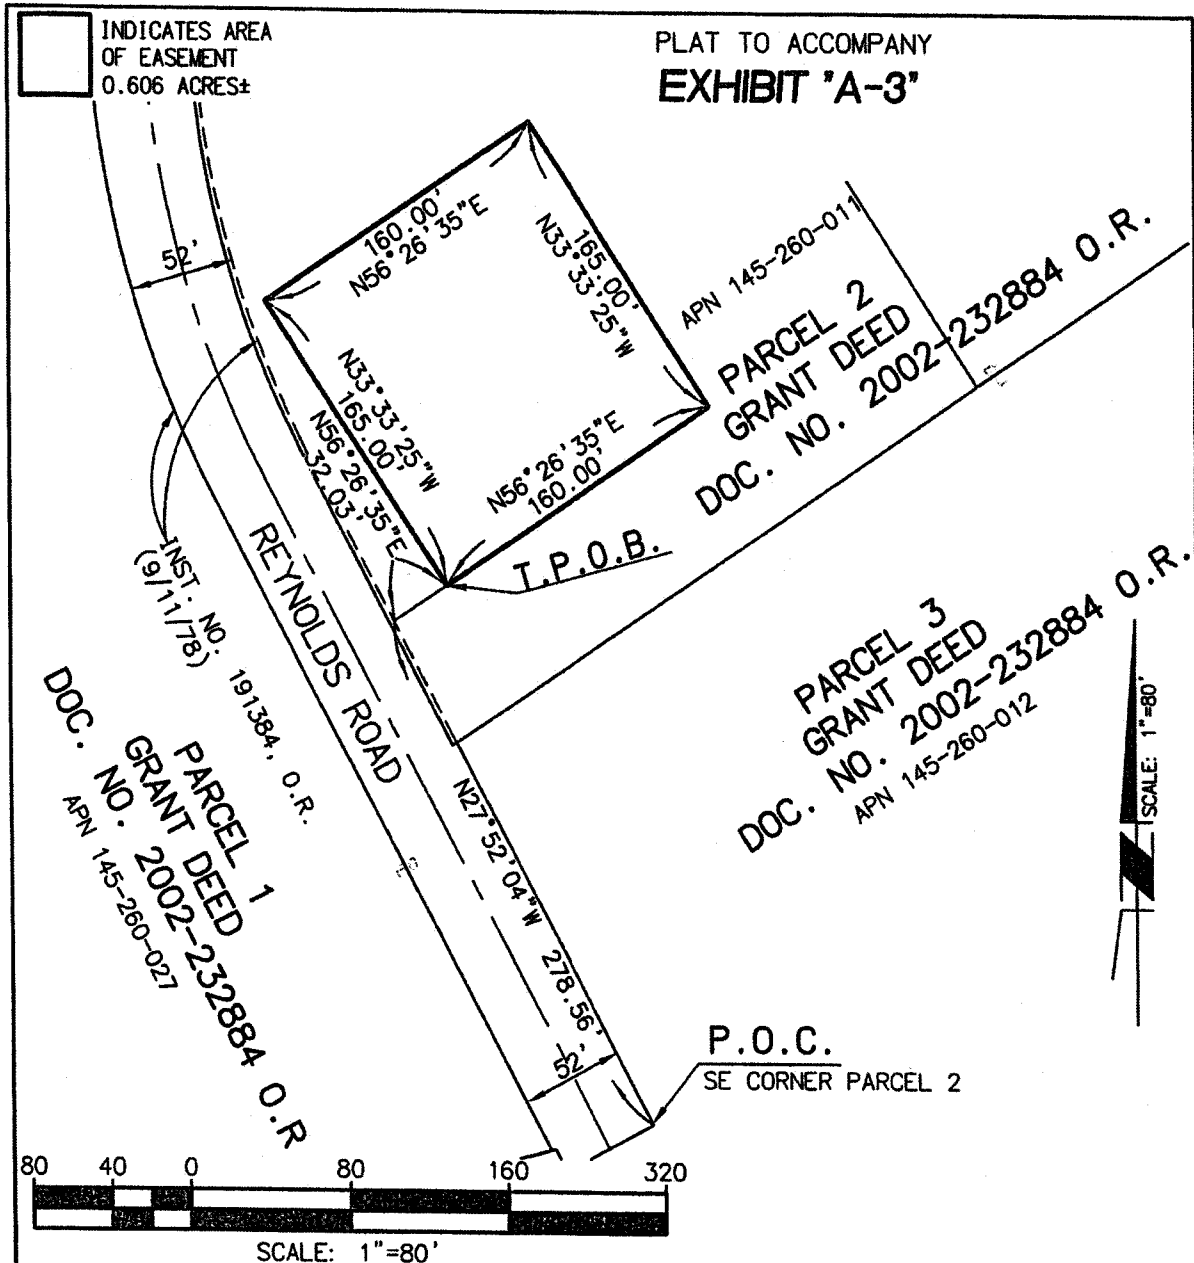 INDICATES AREA
OF EASEMENT
0.606 ACRES±
PLAT TO ACCOMPANY
EXHIBIT "A-3"
52'
160.00'
N56°26'35"E
165.00'
N33°33'25"W
N33°33'25"W
165.00'
N56°26'35"E
32.03'
N56°26'35"E
160.00'
APN 145-260-011
PARCEL 2
GRANT DEED
DOC. NO. 2002-232884 O.R.
T.P.O.B.
INST. NO. 191384, O.R.
(9/11/78)
REYNOLDS ROAD
PARCEL 3
GRANT DEED
DOC. NO. 2002-232884 O.R.
APN 145-260-012
PARCEL 1
GRANT DEED
DOC. NO. 2002-232884 O.R
APN 145-260-027
N27°52'04"W 278.56'
52'
P.O.C.
SE CORNER PARCEL 2
SCALE: 1"=80'
80 40 0 80 160 320
SCALE: 1"=80'